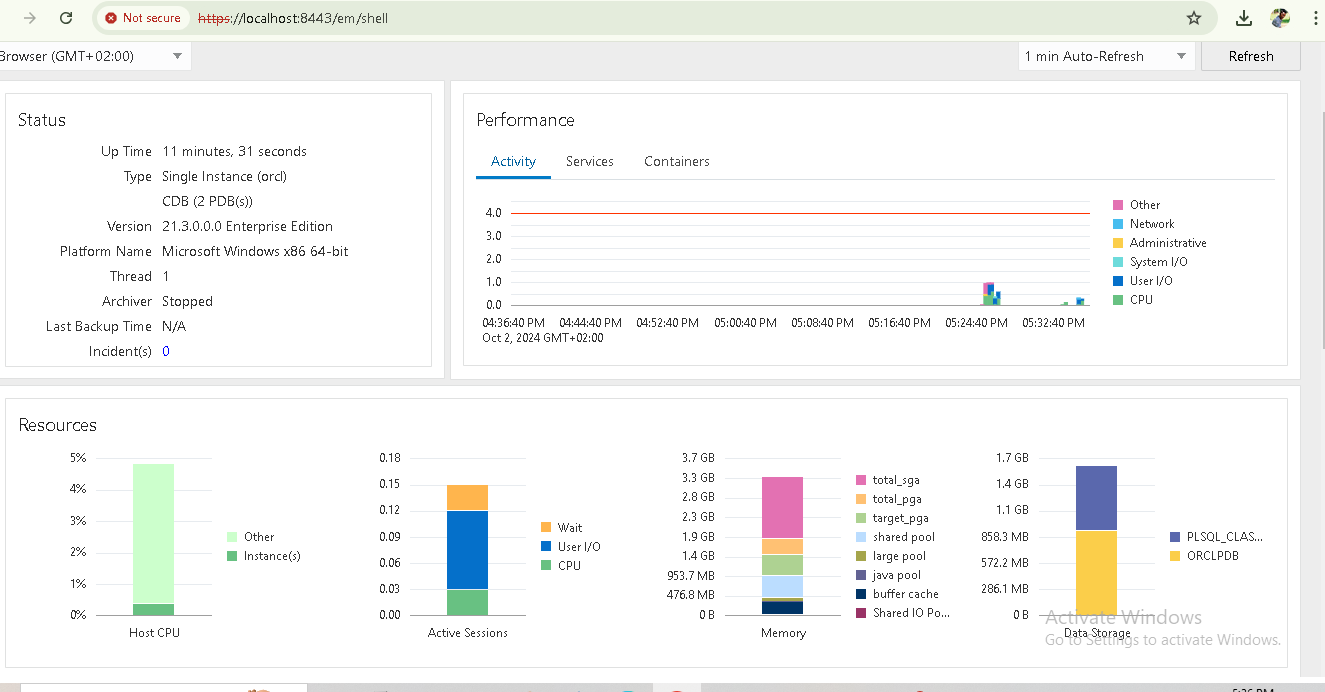 Not secure https://localhost:8443/em/shell
Browser (GMT+02:00) 1 min Auto-Refresh Refresh
Status
Up Time 11 minutes, 31 seconds
Type Single Instance (orcl)
CDB (2 PDB(s))
Version 21.3.0.0.0 Enterprise Edition
Platform Name Microsoft Windows x86 64-bit
Thread 1
Archiver Stopped
Last Backup Time N/A
Incident(s) 0
Performance
Activity Services Containers
4.0
3.0
2.0
1.0
0.0
04:36:40 PM 04:44:40 PM 04:52:40 PM 05:00:40 PM 05:08:40 PM 05:16:40 PM 05:24:40 PM 05:32:40 PM
Oct 2, 2024 GMT+02:00
Other
Network
Administrative
System I/O
User I/O
CPU
Resources
5%
4%
3%
2%
1%
0%
Host CPU
Other
Instance(s)
0.18
0.15
0.12
0.09
0.06
0.03
0.00
Active Sessions
Wait
User I/O
CPU
3.7 GB
3.3 GB
2.8 GB
2.3 GB
1.9 GB
1.4 GB
953.7 MB
476.8 MB
0 B
Memory
total_sga
total_pga
target_pga
shared pool
large pool
java pool
buffer cache
Shared IO Po...
1.7 GB
1.4 GB
1.1 GB
858.3 MB
572.2 MB
286.1 MB
0 B
Data Storage
PLSQL_CLAS...
ORCLPDB
Activate Windows
Go to Settings to activate Windows.